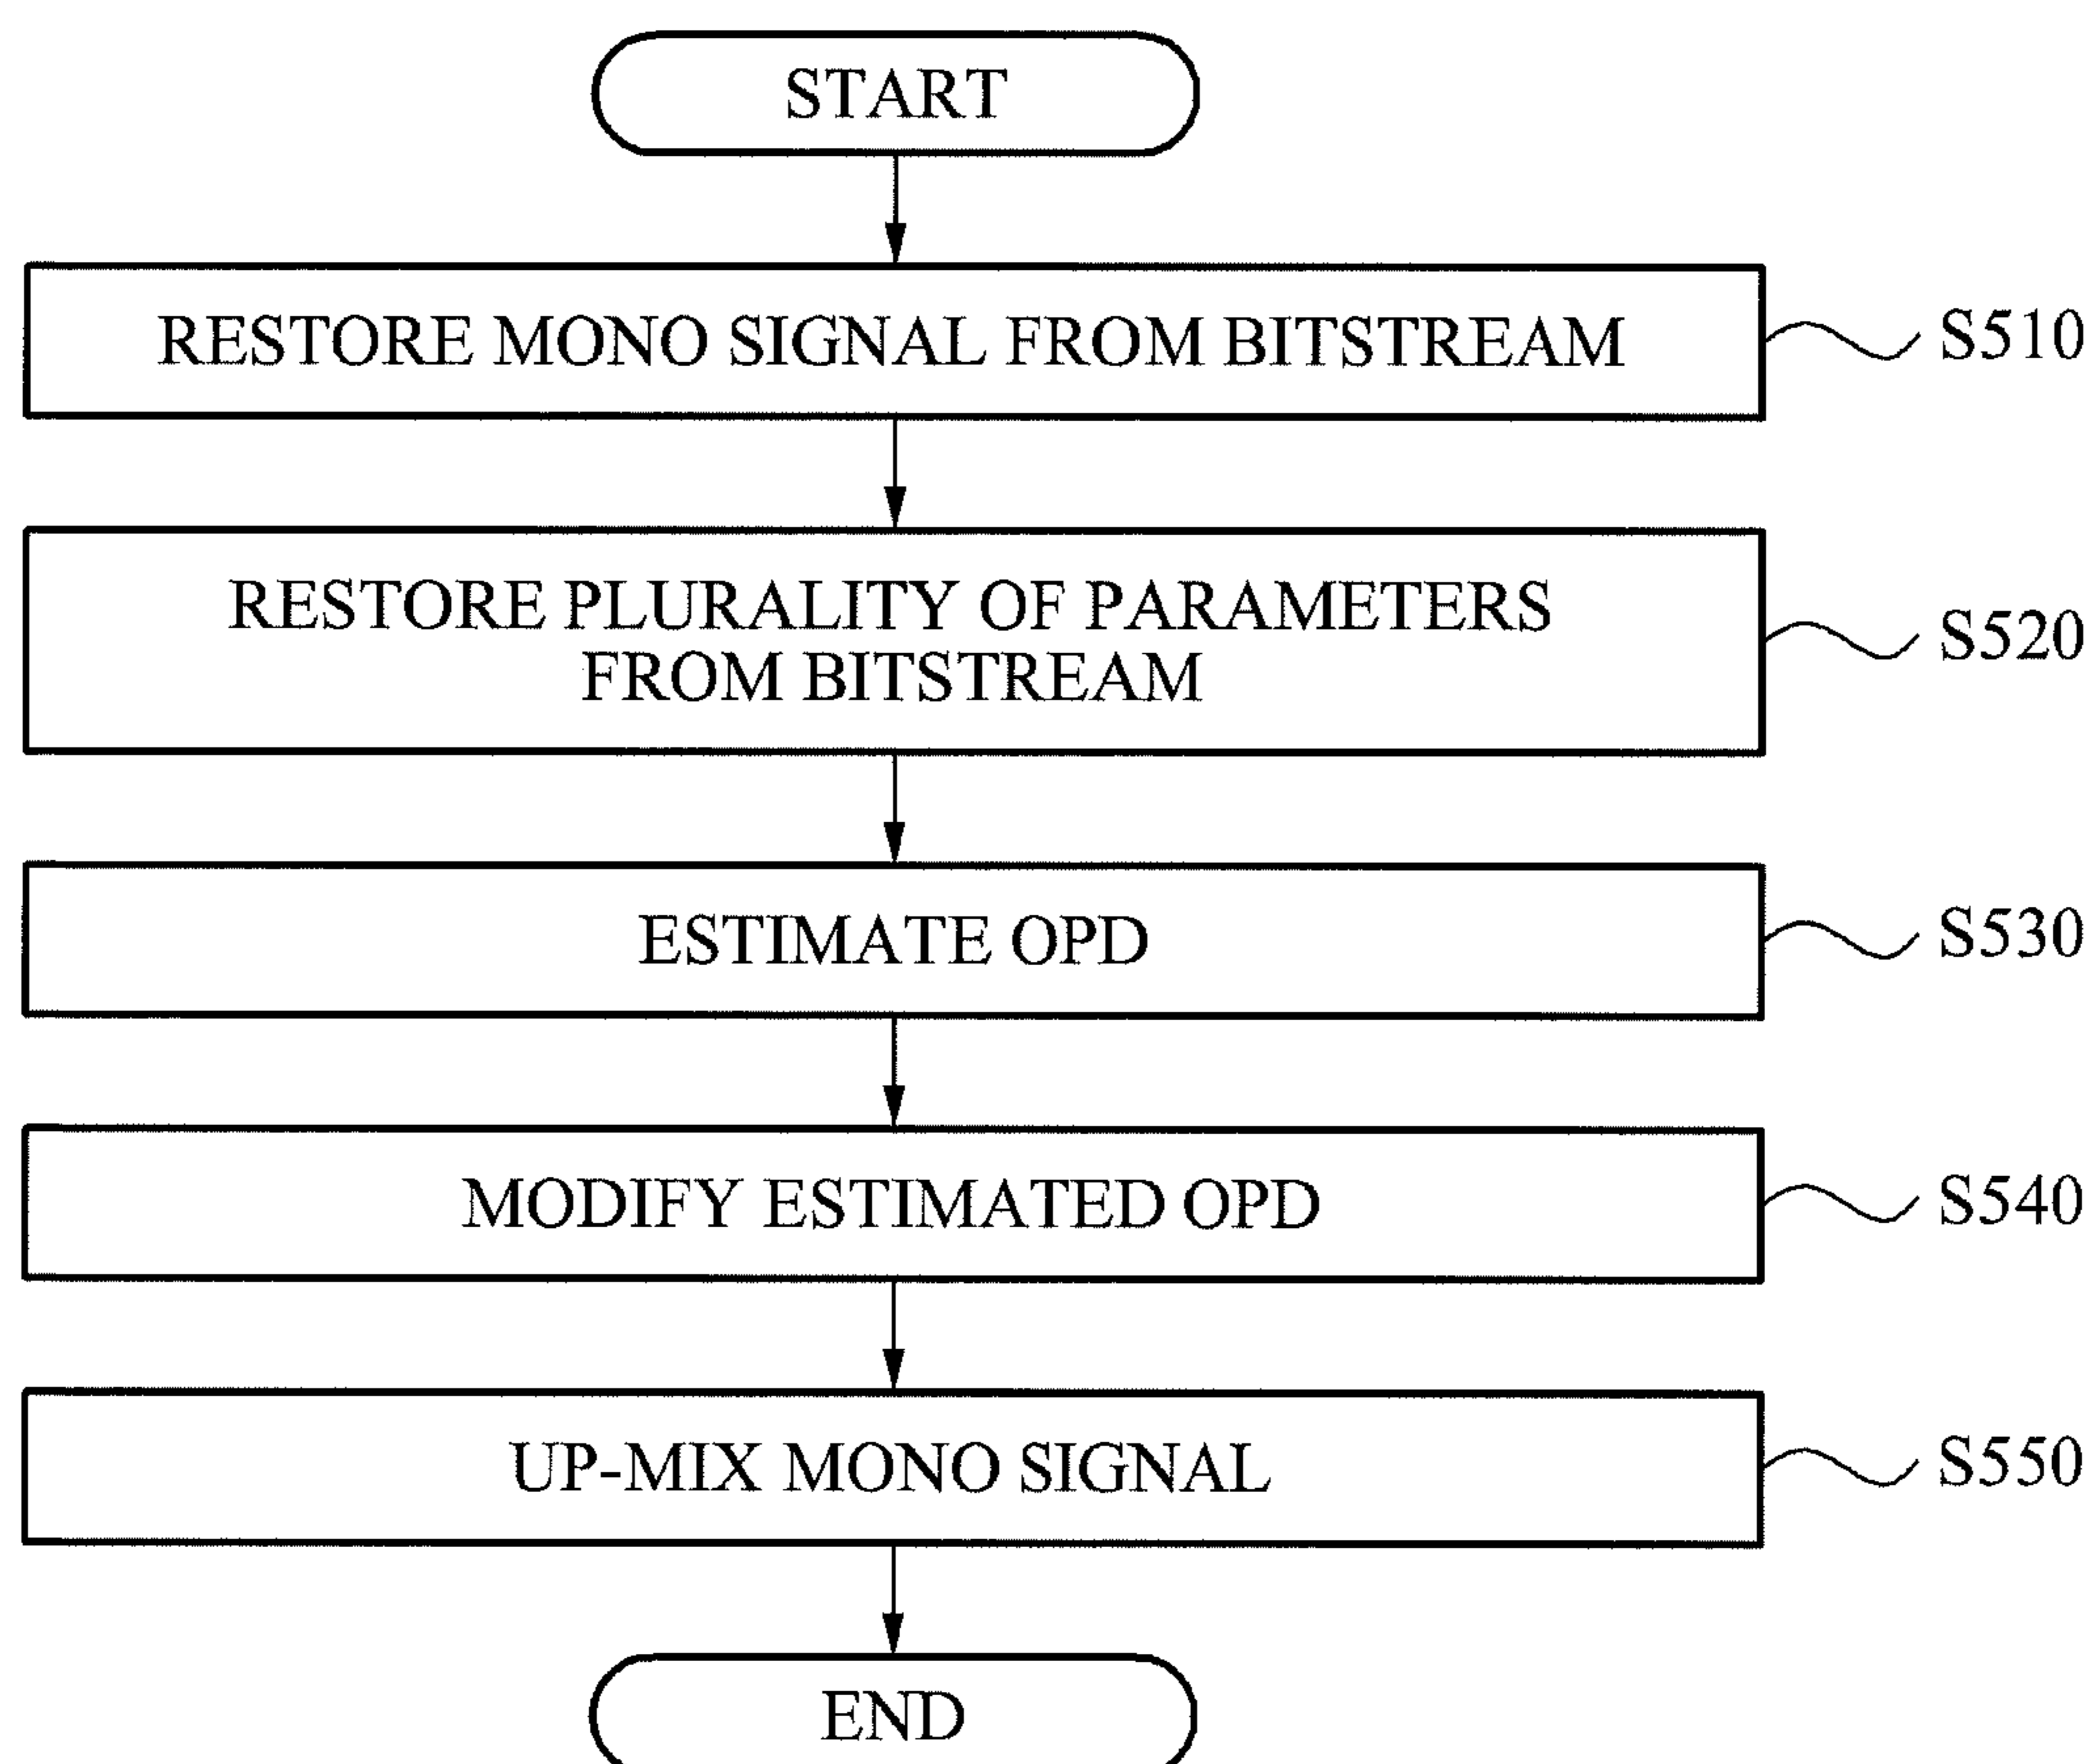 START
RESTORE MONO SIGNAL FROM BITSTREAM
S510
RESTORE PLURALITY OF PARAMETERS
FROM BITSTREAM
S520
ESTIMATE OPD
S530
MODIFY ESTIMATED OPD
S540
UP-MIX MONO SIGNAL
S550
END